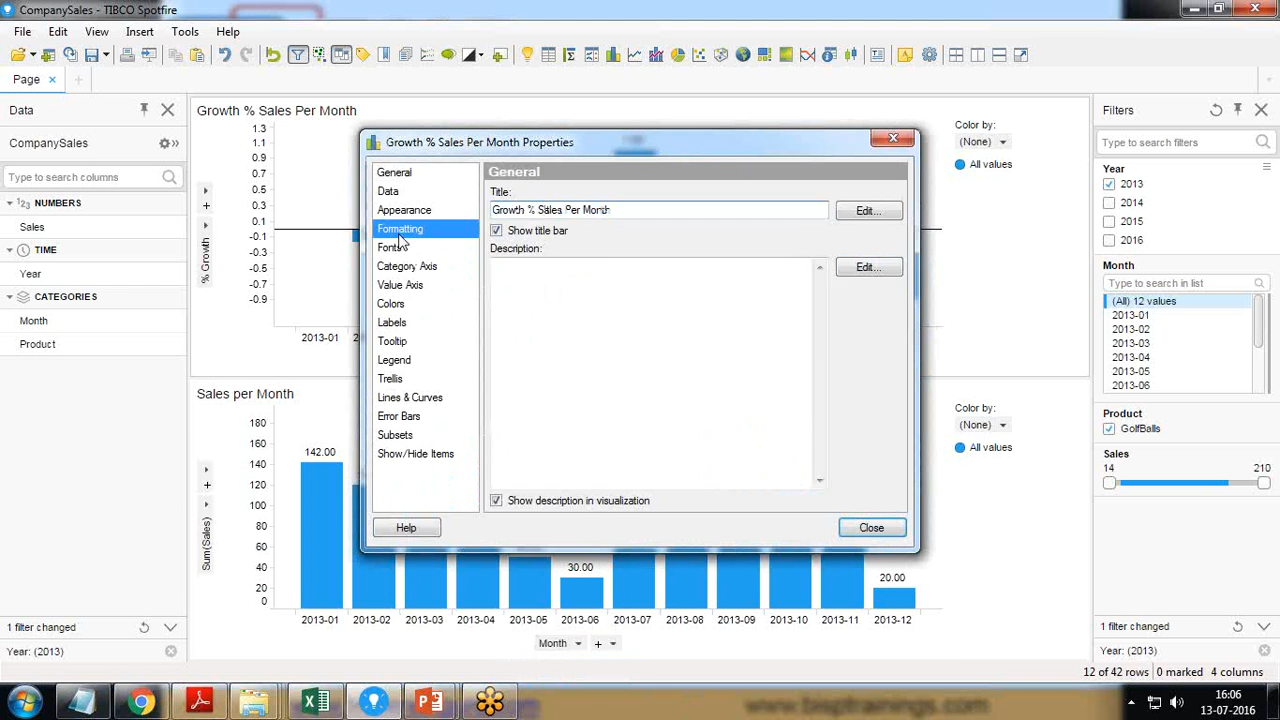 CompanySales - TIBCO Spotfire
File Edit View Insert Tools Help
Page
Data
CompanySales
Type to search columns
NUMBERS
Sales
TIME
Year
CATEGORIES
Month
Product
1 filter changed
Year: (2013)
Growth % Sales Per Month
1.3
1.1
0.9
0.7
0.5
0.3
0.1
-0.1
-0.3
-0.5
-0.7
-0.9
% Growth
2013-01
Color by:
(None)
All values
Growth % Sales Per Month Properties
General
Data
Appearance
Formatting
Fonts
Category Axis
Value Axis
Colors
Labels
Tooltip
Legend
Trellis
Lines & Curves
Error Bars
Subsets
Show/Hide Items
General
Title:
Growth % Sales Per Month
Edit...
Show title bar
Description:
Edit...
Show description in visualization
Help
Close
Sales per Month
180
160
140
120
100
80
60
40
20
0
Sum(Sales)
142.00
30.00
20.00
2013-01 2013-02 2013-03 2013-04 2013-05 2013-06 2013-07 2013-08 2013-09 2013-10 2013-11 2013-12
Month
Color by:
(None)
All values
Filters
Type to search filters
Year
2013
2014
2015
2016
Month
Type to search in list
(All) 12 values
2013-01
2013-02
2013-03
2013-04
2013-05
2013-06
Product
GolfBalls
Sales
14 210
1 filter changed
Year: (2013)
12 of 42 rows 0 marked 4 columns
16:06
13-07-2016